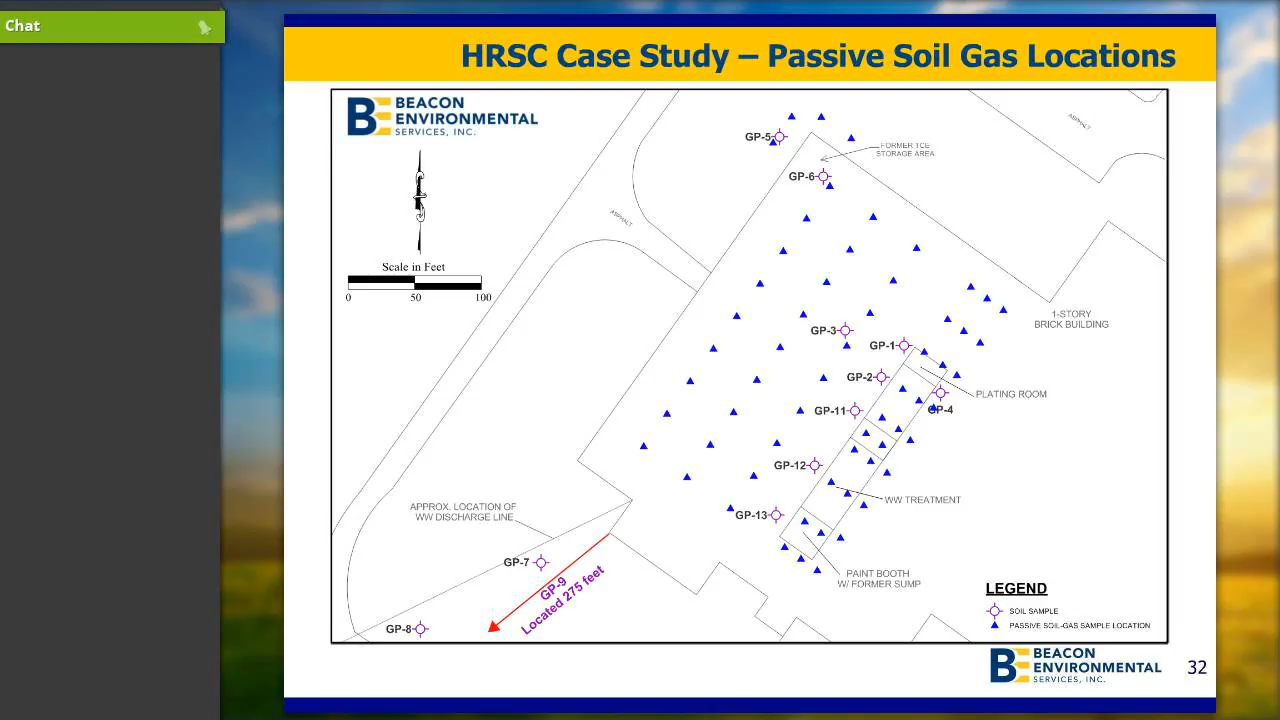 Chat
HRSC Case Study – Passive Soil Gas Locations
BEACON
ENVIRONMENTAL
SERVICES, INC.
Scale in Feet
0 50 100
ASPHALT
ASPHALT
GP-5
FORMER TCE
STORAGE AREA
GP-6
1-STORY
BRICK BUILDING
GP-3
GP-1
GP-2
PLATING ROOM
GP-4
GP-11
GP-12
WW TREATMENT
GP-13
APPROX. LOCATION OF
WW DISCHARGE LINE
GP-7
GP-9
Located 275 feet
PAINT BOOTH
W/ FORMER SUMP
GP-8
LEGEND
SOIL SAMPLE
PASSIVE SOIL-GAS SAMPLE LOCATION
BEACON
ENVIRONMENTAL
SERVICES, INC.
32